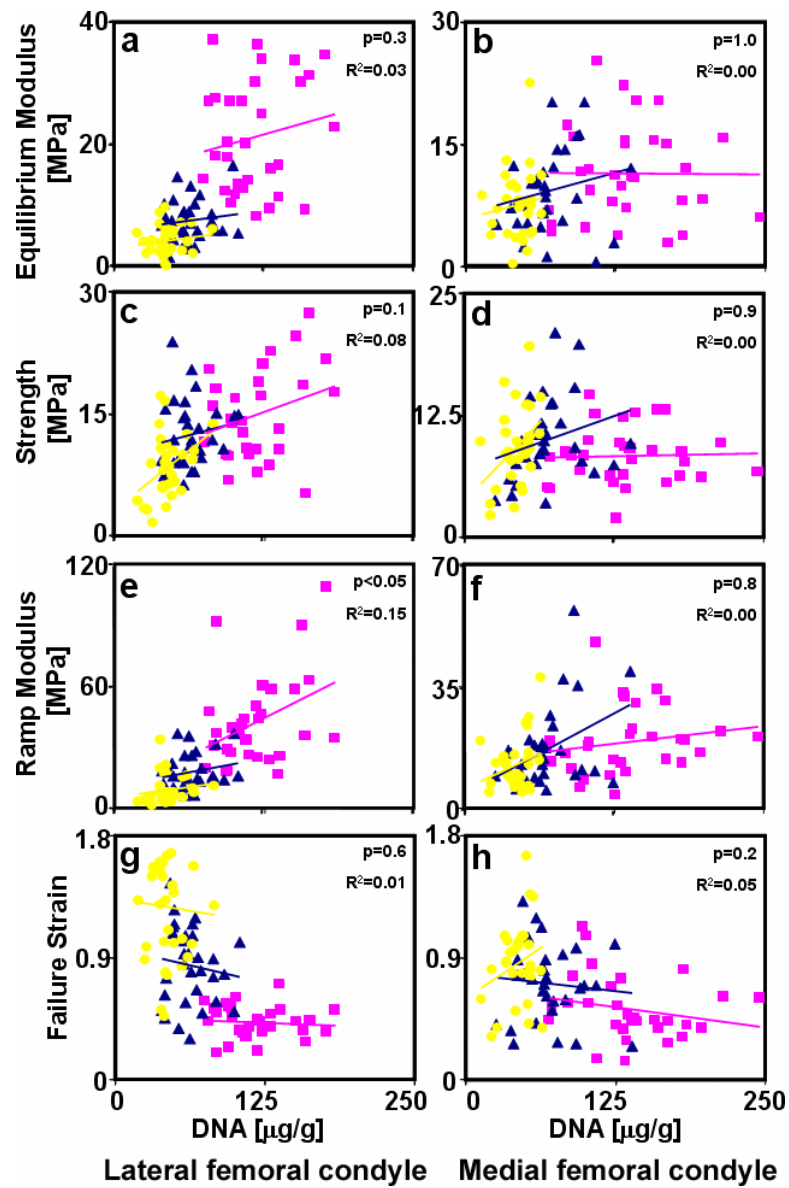 Equilibrium Modulus
[MPa]
40
20
0
a
p=0.3
R²=0.03
30
15
0
b
p=1.0
R²=0.00
Strength
[MPa]
30
15
0
c
p=0.1
R²=0.08
25
12.5
0
d
p=0.9
R²=0.00
Ramp Modulus
[MPa]
120
60
0
e
p<0.05
R²=0.15
70
35
0
f
p=0.8
R²=0.00
Failure Strain
1.8
0.9
0
g
p=0.6
R²=0.01
1.8
0.9
0
h
p=0.2
R²=0.05
0 125 250
DNA [µg/g]
0 125 250
DNA [µg/g]
Lateral femoral condyle
Medial femoral condyle